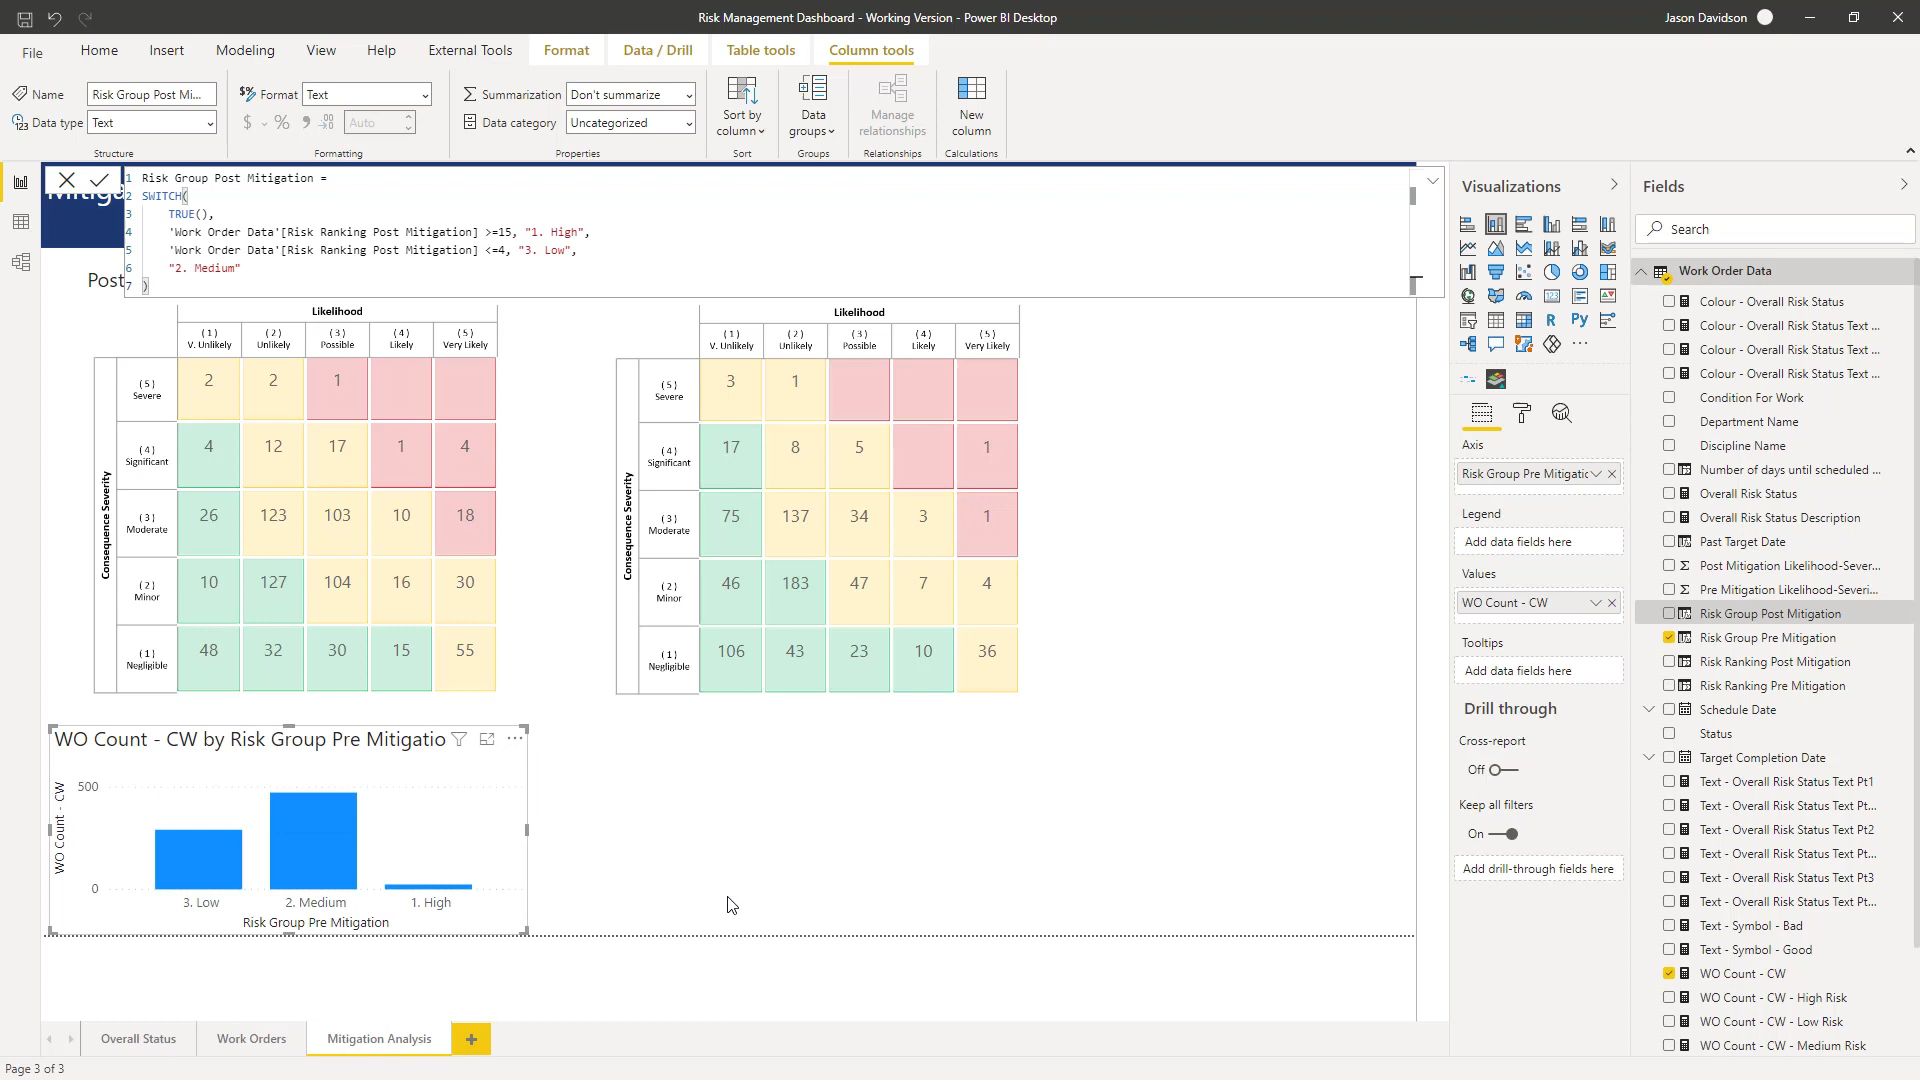 Risk Management Dashboard - Working Version - Power BI Desktop
Jason Davidson
File
Home
Insert
Modeling
View
Help
External Tools
Format
Data / Drill
Table tools
Column tools
Name
Risk Group Post Mi...
Data type
Text
Structure
Format
Text
$
%
Auto
Formatting
Summarization
Don't summarize
Data category
Uncategorized
Properties
Sort by
column
Sort
Data
groups
Groups
Manage
relationships
Relationships
New
column
Calculations
Mitiga
Post
1 Risk Group Post Mitigation =
2 SWITCH(
3 TRUE(),
4 'Work Order Data'[Risk Ranking Post Mitigation] >=15, "1. High",
5 'Work Order Data'[Risk Ranking Post Mitigation] <=4, "3. Low",
6 "2. Medium"
7 )
Likelihood
( 1 ) ( 2 ) ( 3 ) ( 4 ) ( 5 )
V. Unlikely Unlikely Possible Likely Very Likely
Consequence Severity
( 5 )
Severe
2 2 1
( 4 )
Significant
4 12 17 1 4
( 3 )
Moderate
26 123 103 10 18
( 2 )
Minor
10 127 104 16 30
( 1 )
Negligible
48 32 30 15 55
Likelihood
( 1 ) ( 2 ) ( 3 ) ( 4 ) ( 5 )
V. Unlikely Unlikely Possible Likely Very Likely
Consequence Severity
( 5 )
Severe
3 1
( 4 )
Significant
17 8 5 1
( 3 )
Moderate
75 137 34 3 1
( 2 )
Minor
46 183 47 7 4
( 1 )
Negligible
106 43 23 10 36
WO Count - CW by Risk Group Pre Mitigatio
WO Count - CW
500
0
3. Low
2. Medium
1. High
Risk Group Pre Mitigation
Overall Status
Work Orders
Mitigation Analysis
Page 3 of 3
Visualizations
R
Py
Axis
Risk Group Pre Mitigatic
Legend
Add data fields here
Values
WO Count - CW
Tooltips
Add data fields here
Drill through
Cross-report
Off
Keep all filters
On
Add drill-through fields here
Fields
Search
Work Order Data
Colour - Overall Risk Status
Colour - Overall Risk Status Text ...
Colour - Overall Risk Status Text ...
Colour - Overall Risk Status Text ...
Condition For Work
Department Name
Discipline Name
Number of days until scheduled ...
Overall Risk Status
Overall Risk Status Description
Past Target Date
Post Mitigation Likelihood-Sever...
Pre Mitigation Likelihood-Severi...
Risk Group Post Mitigation
Risk Group Pre Mitigation
Risk Ranking Post Mitigation
Risk Ranking Pre Mitigation
Schedule Date
Status
Target Completion Date
Text - Overall Risk Status Text Pt1
Text - Overall Risk Status Text Pt...
Text - Overall Risk Status Text Pt2
Text - Overall Risk Status Text Pt...
Text - Overall Risk Status Text Pt3
Text - Overall Risk Status Text Pt...
Text - Symbol - Bad
Text - Symbol - Good
WO Count - CW
WO Count - CW - High Risk
WO Count - CW - Low Risk
WO Count - CW - Medium Risk